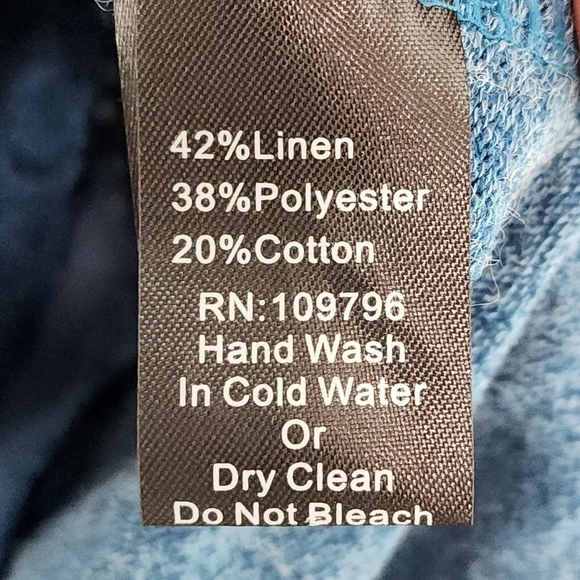 42%Linen
38%Polyester
20%Cotton
RN:109796
Hand Wash
In Cold Water
Or
Dry Clean
Do Not Bleach